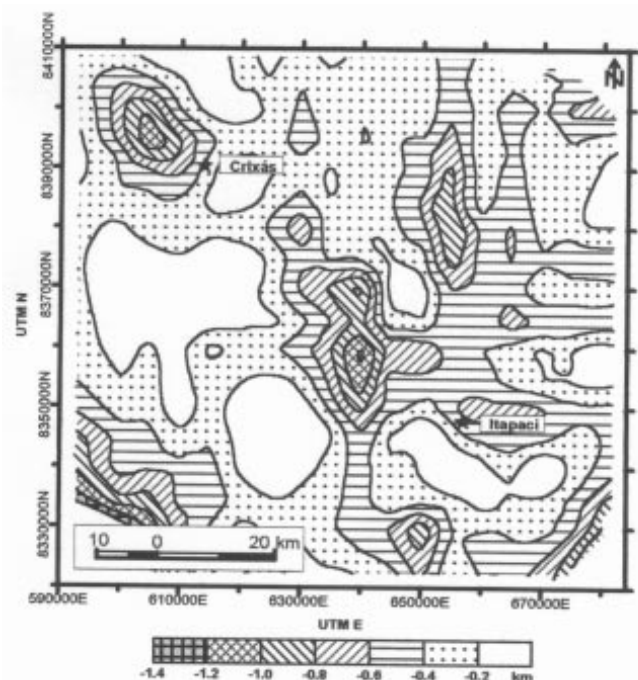 8410000N
8390000N
8370000N
8350000N
8330000N
UTM N
N
Crixás
Itapaci
10 0 20 km
590000E 610000E 630000E 650000E 670000E
UTM E
-1.4 -1.2 -1.0 -0.8 -0.6 -0.4 -0.2 km